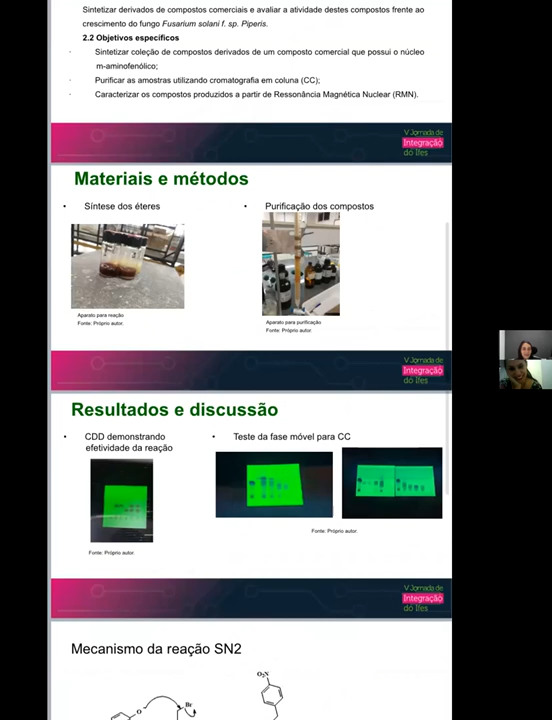 Sintetizar derivados de compostos comerciais e avaliar a atividade destes compostos frente ao
crescimento do fungo Fusarium solani f. sp. Piperis.
2.2 Objetivos específicos
· Sintetizar coleção de compostos derivados de um composto comercial que possui o núcleo
m-aminofenólico;
· Purificar as amostras utilizando cromatografia em coluna (CC);
· Caracterizar os compostos produzidos a partir de Ressonância Magnética Nuclear (RMN).
V Jornada de
Integração
do Ifes
Materiais e métodos
• Síntese dos éteres
• Purificação dos compostos
Aparato para reação
Fonte: Próprio autor.
Aparato para purificação
Fonte: Próprio autor.
V Jornada de
Integração
do Ifes
Resultados e discussão
• CDD demonstrando
efetividade da reação
• Teste da fase móvel para CC
Fonte: Próprio autor.
Fonte: Próprio autor.
V Jornada de
Integração
do Ifes
Mecanismo da reação SN2
O₂N
Br
O